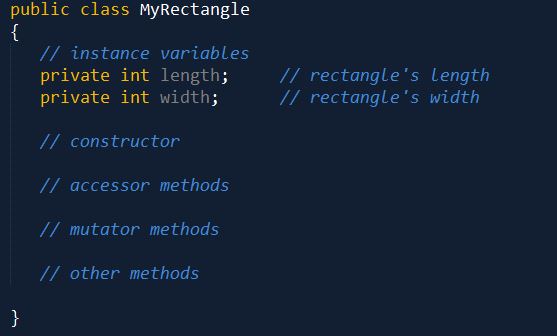 public class MyRectangle
{
// instance variables
private int length; // rectangle's length
private int width; // rectangle's width
// constructor
// accessor methods
// mutator methods
// other methods
}